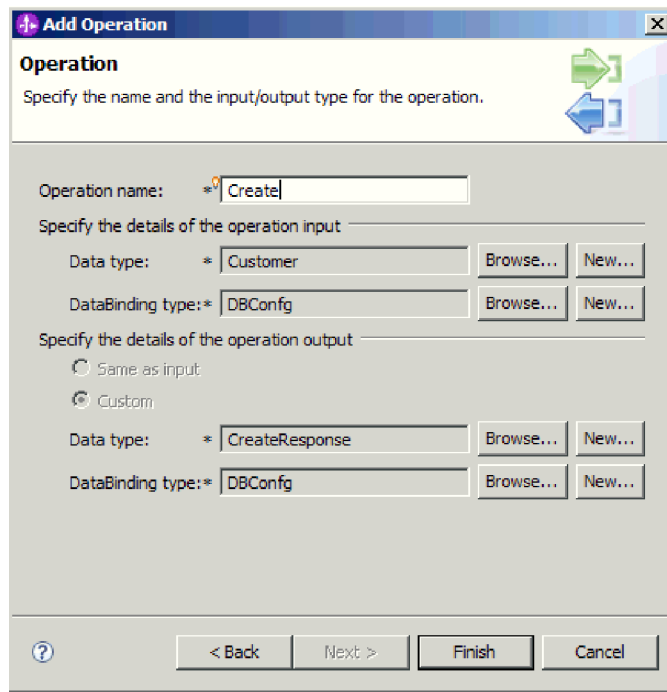 Add Operation
Operation
Specify the name and the input/output type for the operation.
Operation name: * Create
Specify the details of the operation input
Data type: * Customer Browse... New...
DataBinding type:* DBConfg Browse... New...
Specify the details of the operation output
Same as input
Custom
Data type: * CreateResponse Browse... New...
DataBinding type:* DBConfg Browse... New...
? < Back Next > Finish Cancel